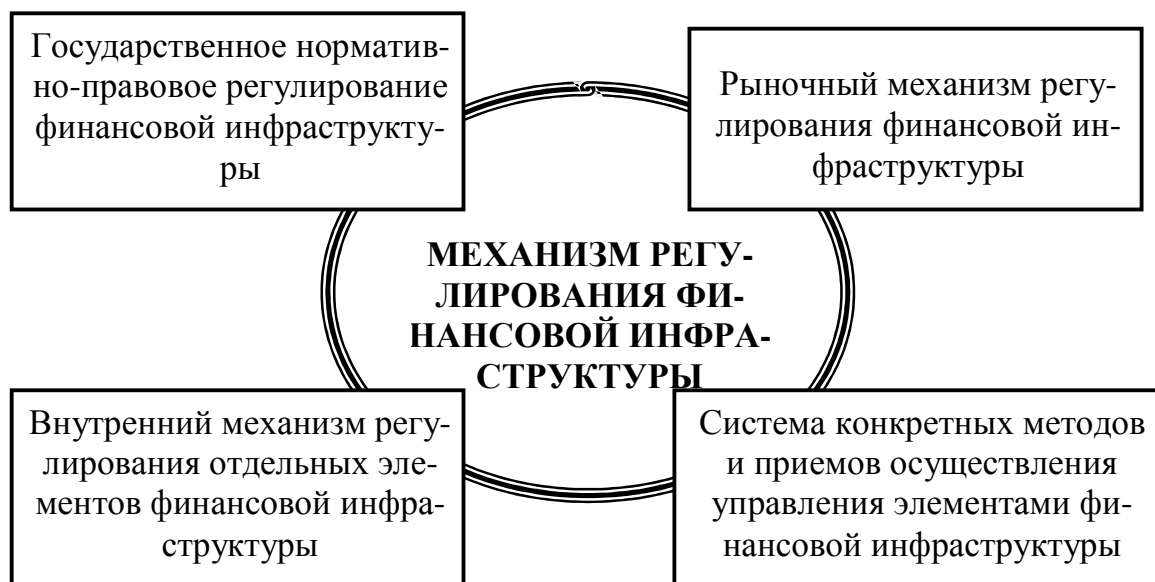 Государственное норматив-
но-правовое регулирование
финансовой инфраструкту-
ры
Рыночный механизм регу-
лирования финансовой ин-
фраструктуры
МЕХАНИЗМ РЕГУ-
ЛИРОВАНИЯ ФИ-
НАНСОВОЙ ИНФРА-
СТРУКТУРЫ
Внутренний механизм регу-
лирования отдельных эле-
ментов финансовой инфра-
структуры
Система конкретных методов
и приемов осуществления
управления элементами фи-
нансовой инфраструктуры